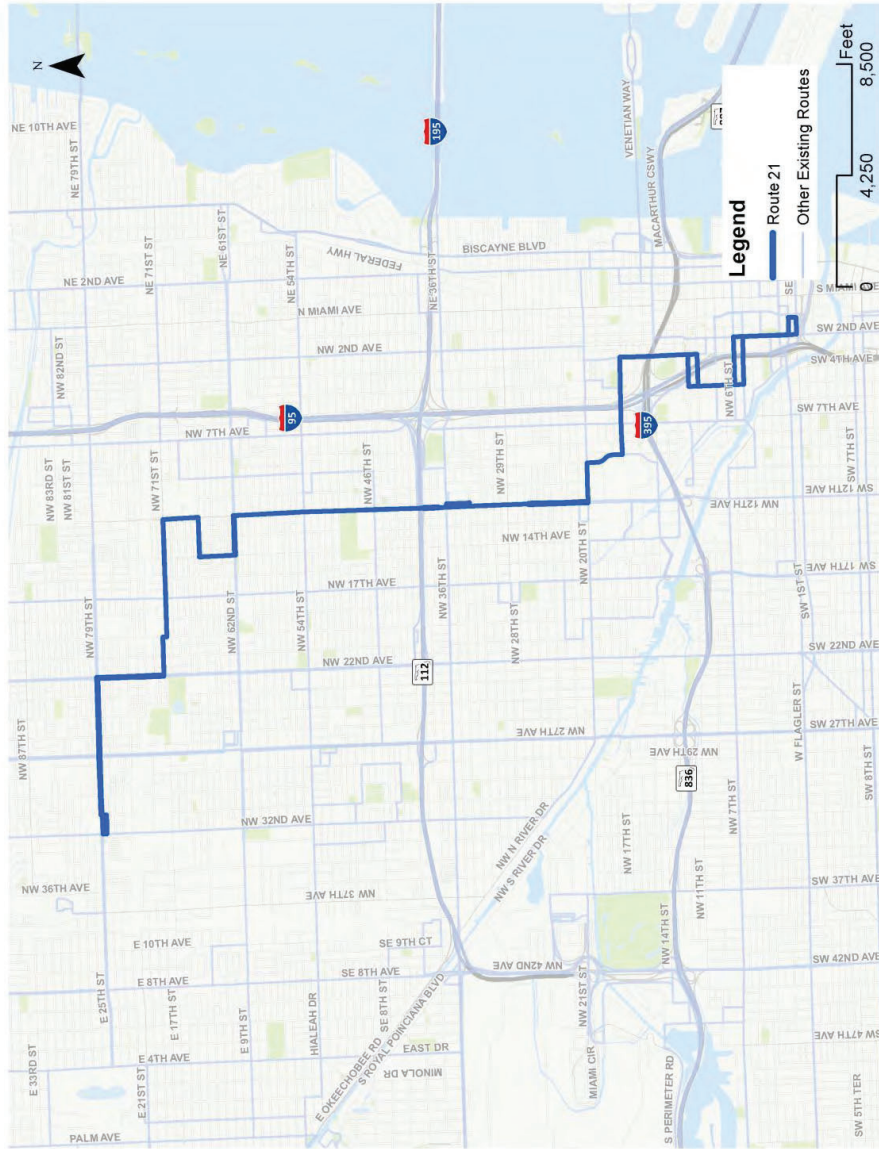 N
NE 10TH AVE
NE 79TH ST
195
VENETIAN WAY
MACARTHUR CSWY
Legend
Route 21
Other Existing Routes
Feet
0
4,250
8,500
NE 71ST ST
NE 61ST ST
NE 54TH ST
FEDERAL HWY
NE 36TH ST
BISCAYNE BLVD
NE 2ND AVE
N MIAMI AVE
S MIAMI AVE
SE
NW 82ND ST
NW 2ND AVE
SW 2ND AVE
SW 4TH AVE
NW 7TH AVE
95
395
NW 6TH ST
SW 7TH AVE
NW 83RD ST
NW 81ST ST
NW 71ST ST
NW 46TH ST
NW 29TH ST
SW 7TH ST
NW 12TH AVE
SW 12TH AVE
NW 79TH ST
NW 62ND ST
NW 54TH ST
NW 17TH AVE
NW 36TH ST
NW 14TH AVE
NW 20TH ST
NW 28TH ST
SW 1ST ST
SW 17TH AVE
NW 22ND AVE
112
SW 22ND AVE
NW 87TH ST
NW 27TH AVE
NW 29TH AVE
W FLAGLER ST
SW 27TH AVE
SW 8TH ST
836
NW 32ND AVE
NW N RIVER DR
NW S RIVER DR
NW 17TH ST
NW 7TH ST
NW 11TH ST
NW 36TH AVE
NW 37TH AVE
SW 37TH AVE
E 25TH ST
E 10TH AVE
SE 9TH CT
NW 14TH ST
E 8TH AVE
SE 8TH AVE
NW 42ND AVE
SW 42ND AVE
E 17TH ST
E 9TH ST
HIALEAH DR
SE 8TH ST
NW 21ST ST
E 33RD ST
E 4TH AVE
E 21ST ST
EAST DR
MINOLA DR
E OKEECHOBEE RD
S ROYAL POINCIANA BLVD
MIAMI CIR
S PERIMETER RD
SW 47TH AVE
SW 5TH TER
PALM AVE